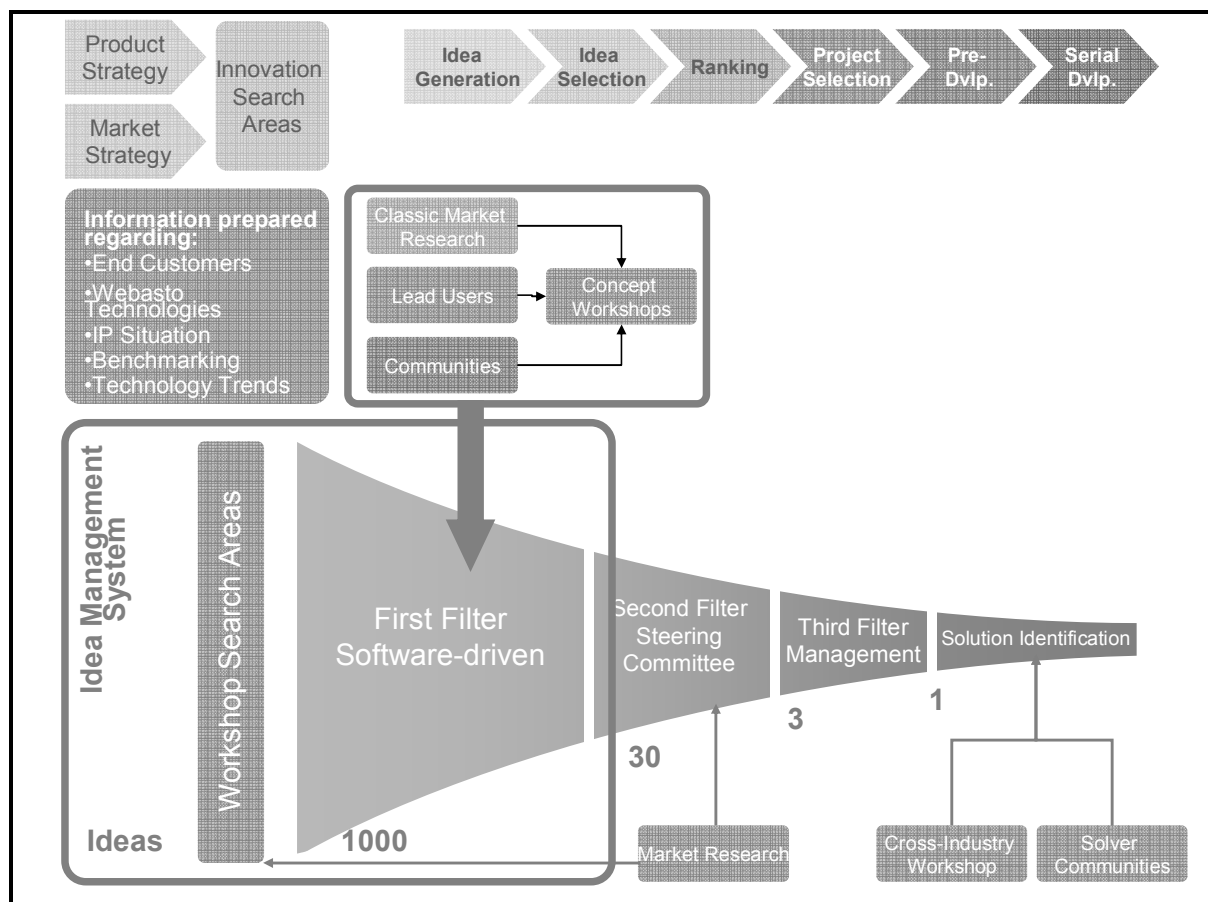 Product
Strategy
Innovation
Search
Areas
Market
Strategy
Idea
Generation
Idea
Selection
Ranking
Project
Selection
Pre-
Dvlp.
Serial
Dvlp.
Information prepared
regarding:
•End Customers
•Webasto
Technologies
•IP Situation
•Benchmarking
•Technology Trends
Classic Market
Research
Lead Users
Communities
Concept
Workshops
Idea Management
System
Workshop Search Areas
Ideas
First Filter
Software-driven
Second Filter
Steering
Committee
Third Filter
Management
Solution Identification
1000
30
3
1
Market Research
Cross-Industry
Workshop
Solver
Communities